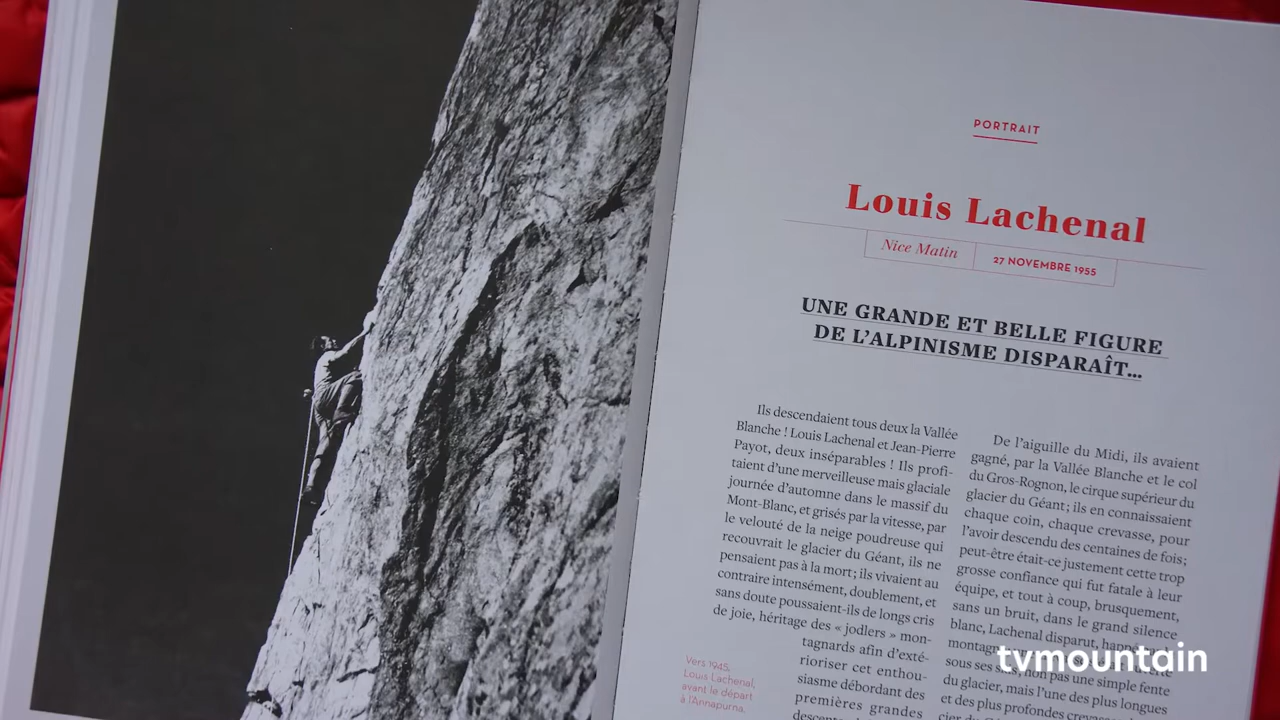 PORTRAIT
Louis Lachenal
Nice Matin
27 NOVEMBRE 1955
UNE GRANDE ET BELLE FIGURE
DE L'ALPINISME DISPARAÎT...
Ils descendaient tous deux la Vallée
Blanche ! Louis Lachenal et Jean-Pierre
Payot, deux inséparables ! Ils profi-
taient d'une merveilleuse mais glaciale
journée d'automne dans le massif du
Mont-Blanc, et grisés par la vitesse, par
le velouté de la neige poudreuse qui
recouvrait le glacier du Géant, ils ne
pensaient pas à la mort ; ils vivaient au
contraire intensément, doublement, et
sans doute poussaient-ils de longs cris
de joie, héritage des « jodlers » mon-
tagnards afin d'exté-
rioriser cet enthou-
siasme débordant des
premières grandes
Vers 1945,
Louis Lachenal,
avant le départ
à l'Annapurna.
De l'aiguille du Midi, ils avaient
gagné, par la Vallée Blanche et le col
du Gros-Rognon, le cirque supérieur du
glacier du Géant ; ils en connaissaient
chaque coin, chaque crevasse, pour
l'avoir descendu des centaines de fois ;
peut-être était-ce justement cette trop
grosse confiance qui fut fatale à leur
équipe, et tout à coup, brusquement,
sans un bruit, dans le grand silence
blanc, Lachenal disparut,
sous ses non pas une simple fente
du glacier, mais l'une des plus longues
et des plus profondes
tvmountain